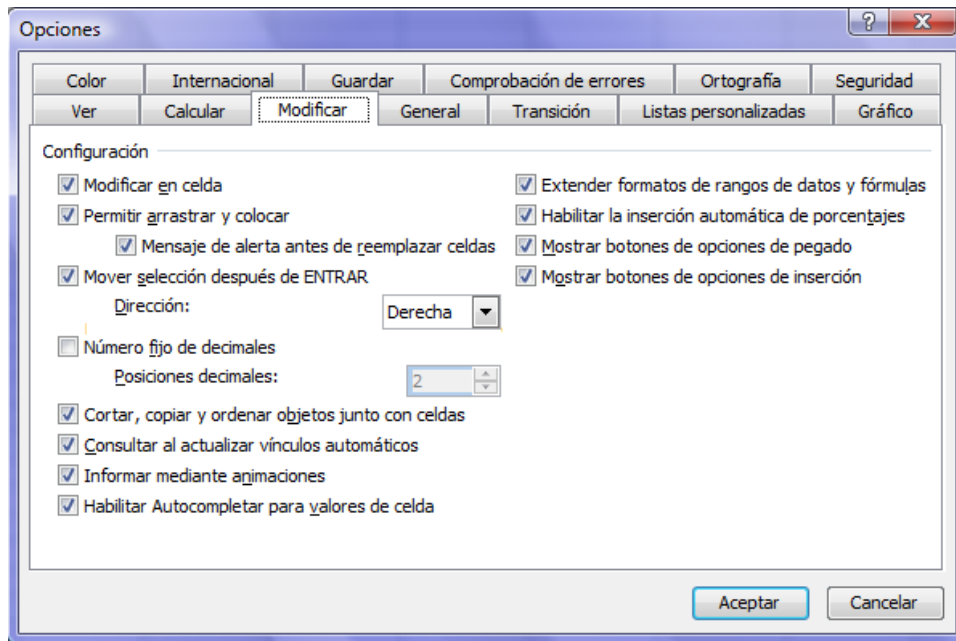 Opciones
Color Internacional Guardar Comprobación de errores Ortografía Seguridad
Ver Calcular Modificar General Transición Listas personalizadas Gráfico
Configuración
Modificar en celda
Permitir arrastrar y colocar
Mensaje de alerta antes de reemplazar celdas
Mover selección después de ENTRAR
Dirección: Derecha
Número fijo de decimales
Posiciones decimales: 2
Cortar, copiar y ordenar objetos junto con celdas
Consultar al actualizar vínculos automáticos
Informar mediante animaciones
Habilitar Autocompletar para valores de celda
Extender formatos de rangos de datos y fórmulas
Habilitar la inserción automática de porcentajes
Mostrar botones de opciones de pegado
Mostrar botones de opciones de inserción
Aceptar Cancelar